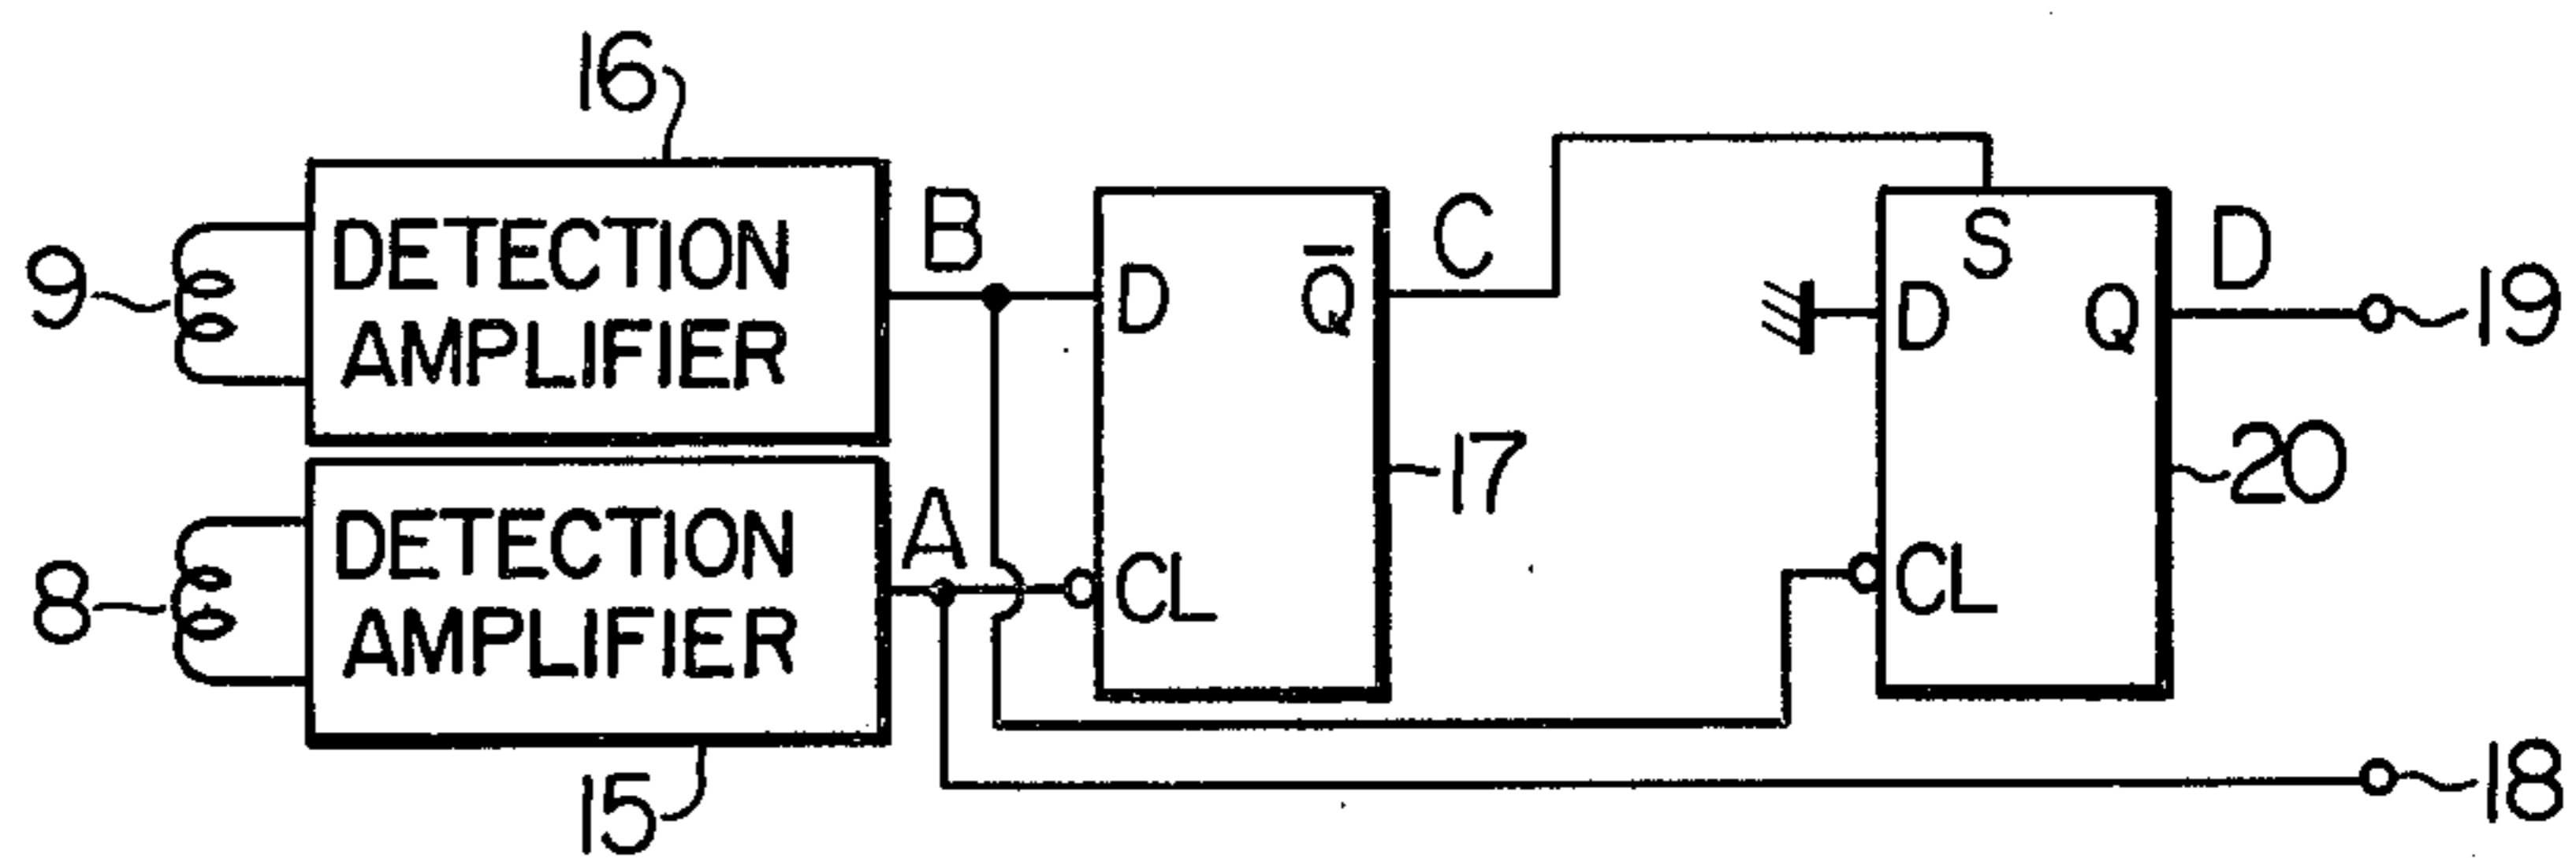 16
9
DETECTION
AMPLIFIER
B
D
Q̅
C
S
D
Q
D
19
8
DETECTION
AMPLIFIER
A
CL
17
CL
20
15
18